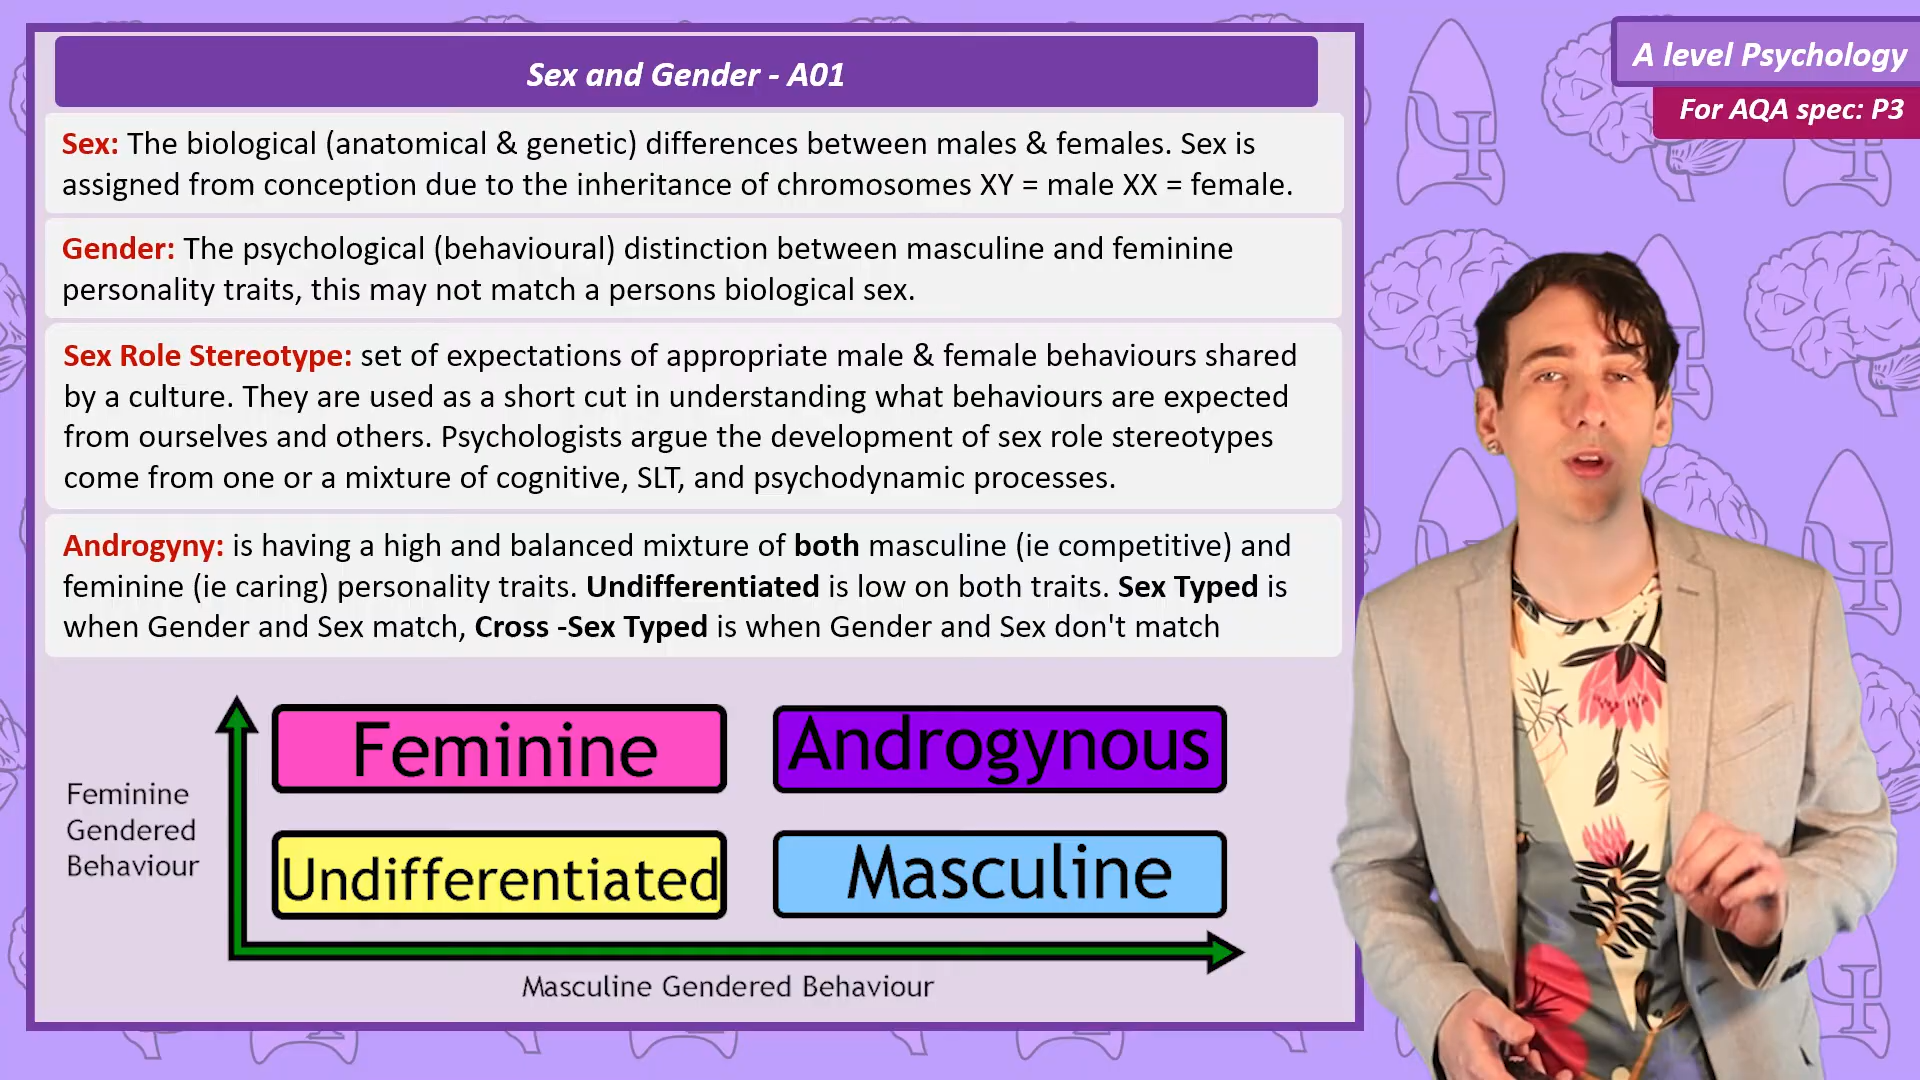 Sex and Gender - A01
A level Psychology
For AQA spec: P3
Sex: The biological (anatomical & genetic) differences between males & females. Sex is
assigned from conception due to the inheritance of chromosomes XY = male XX = female.
Gender: The psychological (behavioural) distinction between masculine and feminine
personality traits, this may not match a persons biological sex.
Sex Role Stereotype: set of expectations of appropriate male & female behaviours shared
by a culture. They are used as a short cut in understanding what behaviours are expected
from ourselves and others. Psychologists argue the development of sex role stereotypes
come from one or a mixture of cognitive, SLT, and psychodynamic processes.
Androgyny: is having a high and balanced mixture of both masculine (ie competitive) and
feminine (ie caring) personality traits. Undifferentiated is low on both traits. Sex Typed is
when Gender and Sex match, Cross -Sex Typed is when Gender and Sex don't match
Feminine
Androgynous
Feminine
Gendered
Behaviour
Undifferentiated
Masculine
Masculine Gendered Behaviour